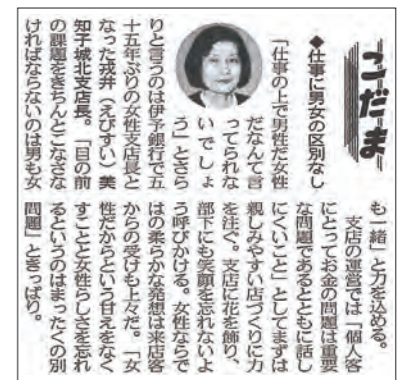 こだま
◆仕事に男女の区別なし
「仕事の上で男性だ女性
だなんて言
ってられな
いでしょ
う」とさら
りと言うのは伊予銀行で五
十五年ぶりの女性支店長と
なった戎井（えびすい）美
知子城北支店長。「目の前
の課題をきちんとこなさな
ければならないのは男も女
も一緒」と力を込める。
支店の運営では「個人客
にとってお金の問題は重要
な問題であるとともに話し
にくいこと」としてまずは
親しみやすい店づくりに力
を注ぐ。支店に花を飾り、
部下にも笑顔を忘れないよ
う呼びかける。女性ならで
はの柔らかな発想は来店客
からの受けも上々だ。「女
性だからという甘えをなく
すことと女性らしさを忘れ
るというのはまったくの別
問題」ときっぱり。